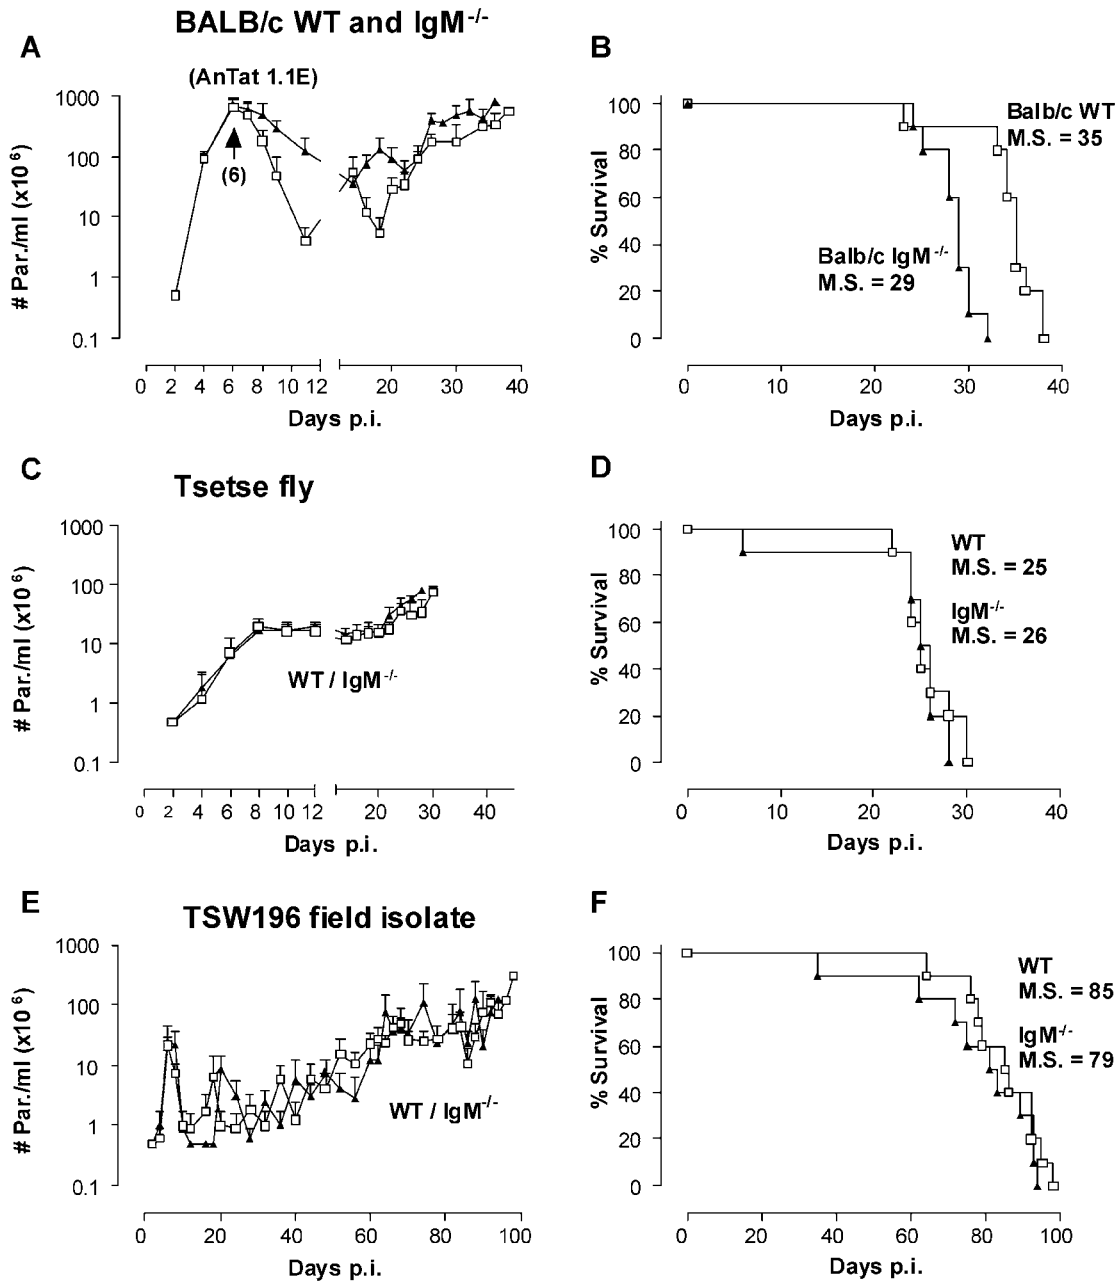 BALB/c WT and IgM-/-
A
(AnTat 1.1E)
1000
100
10
1
0.1
# Par./ml (x10 6)
(6)
0 2 4 6 8 10 12 20 30 40
Days p.i.
B
100
80
60
40
20
0
% Survival
Balb/c WT
M.S. = 35
Balb/c IgM-/-
M.S. = 29
0 10 20 30 40
Days p.i.
C
Tsetse fly
1000
100
10
1
0.1
# Par./ml (x10 6)
WT / IgM-/-
0 2 4 6 8 10 12 20 30 40
Days p.i.
D
100
80
60
40
20
0
% Survival
WT
M.S. = 25
IgM-/-
M.S. = 26
0 10 20 30 40
Days p.i.
E
TSW196 field isolate
1000
100
10
1
0.1
# Par./ml (x10 6)
WT / IgM-/-
0 20 40 60 80 100
Days p.i.
F
100
80
60
40
20
0
% Survival
WT
M.S. = 85
IgM-/-
M.S. = 79
0 20 40 60 80 100
Days p.i.